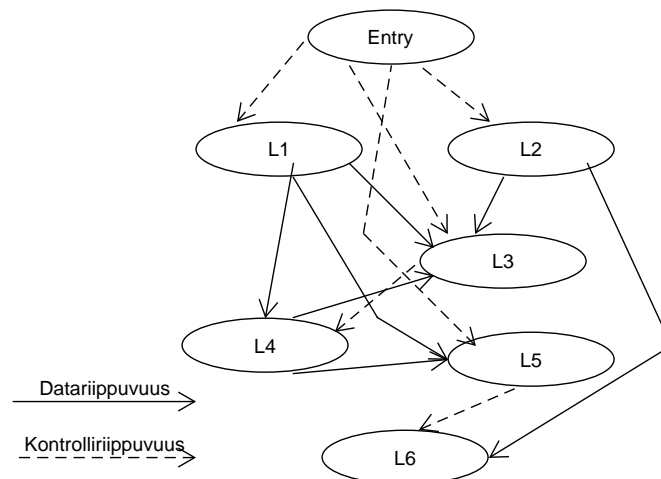 Entry
L1
L2
L3
L4
L5
Datariippuvuus
Kontrolliriippuvuus
L6